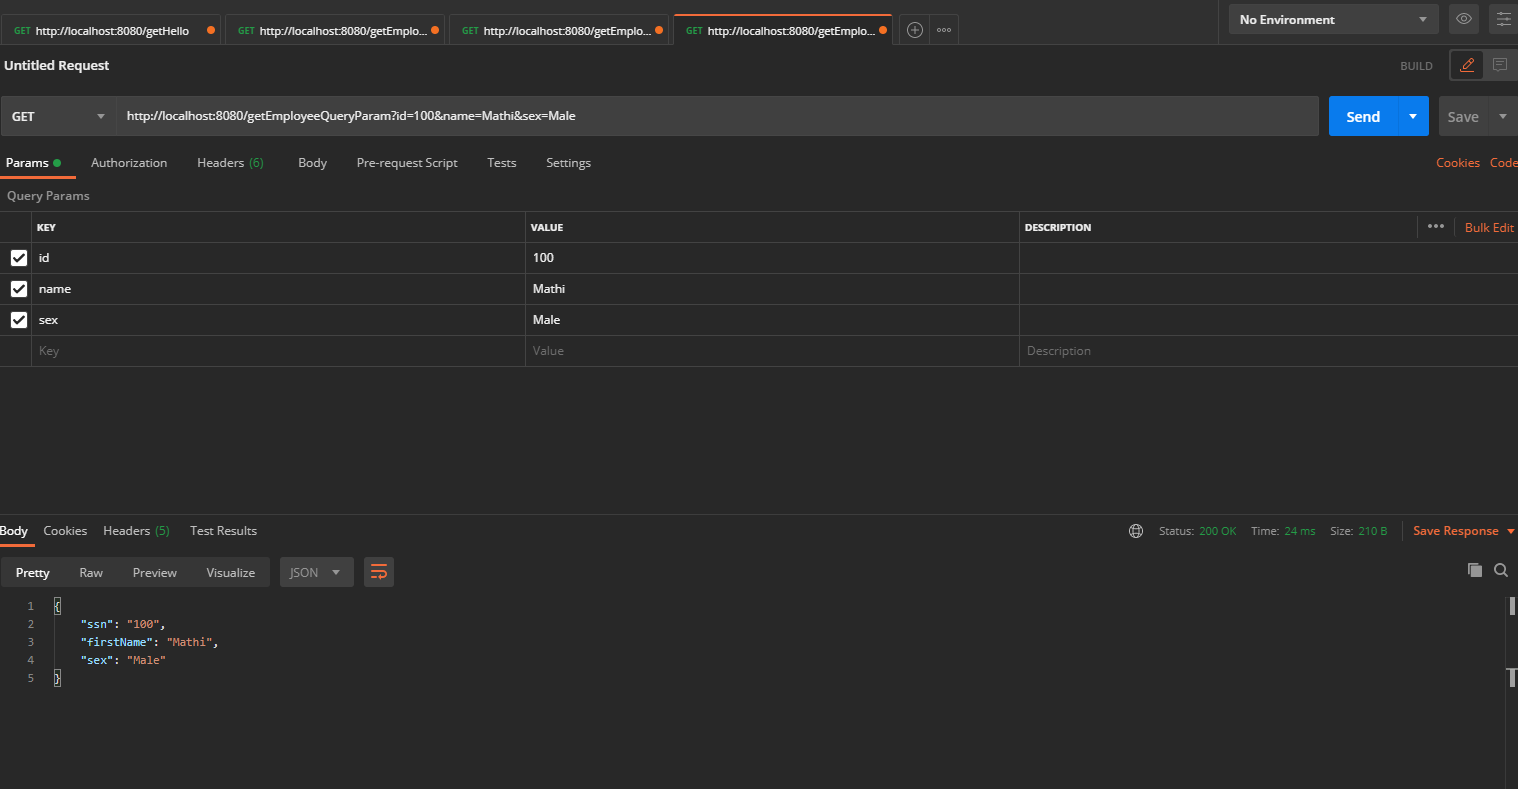 GET http://localhost:8080/getHello GET http://localhost:8080/getEmplo... GET http://localhost:8080/getEmplo... GET http://localhost:8080/getEmplo... No Environment
Untitled Request BUILD
GET http://localhost:8080/getEmployeeQueryParam?id=100&name=Mathi&sex=Male Send Save
Params Authorization Headers (6) Body Pre-request Script Tests Settings Cookies Code
Query Params
KEY VALUE DESCRIPTION ••• Bulk Edit
id 100
name Mathi
sex Male
Key Value Description
Body Cookies Headers (5) Test Results Status: 200 OK Time: 24 ms Size: 210 B Save Response
Pretty Raw Preview Visualize JSON
1 {
2 "ssn": "100",
3 "firstName": "Mathi",
4 "sex": "Male"
5 }